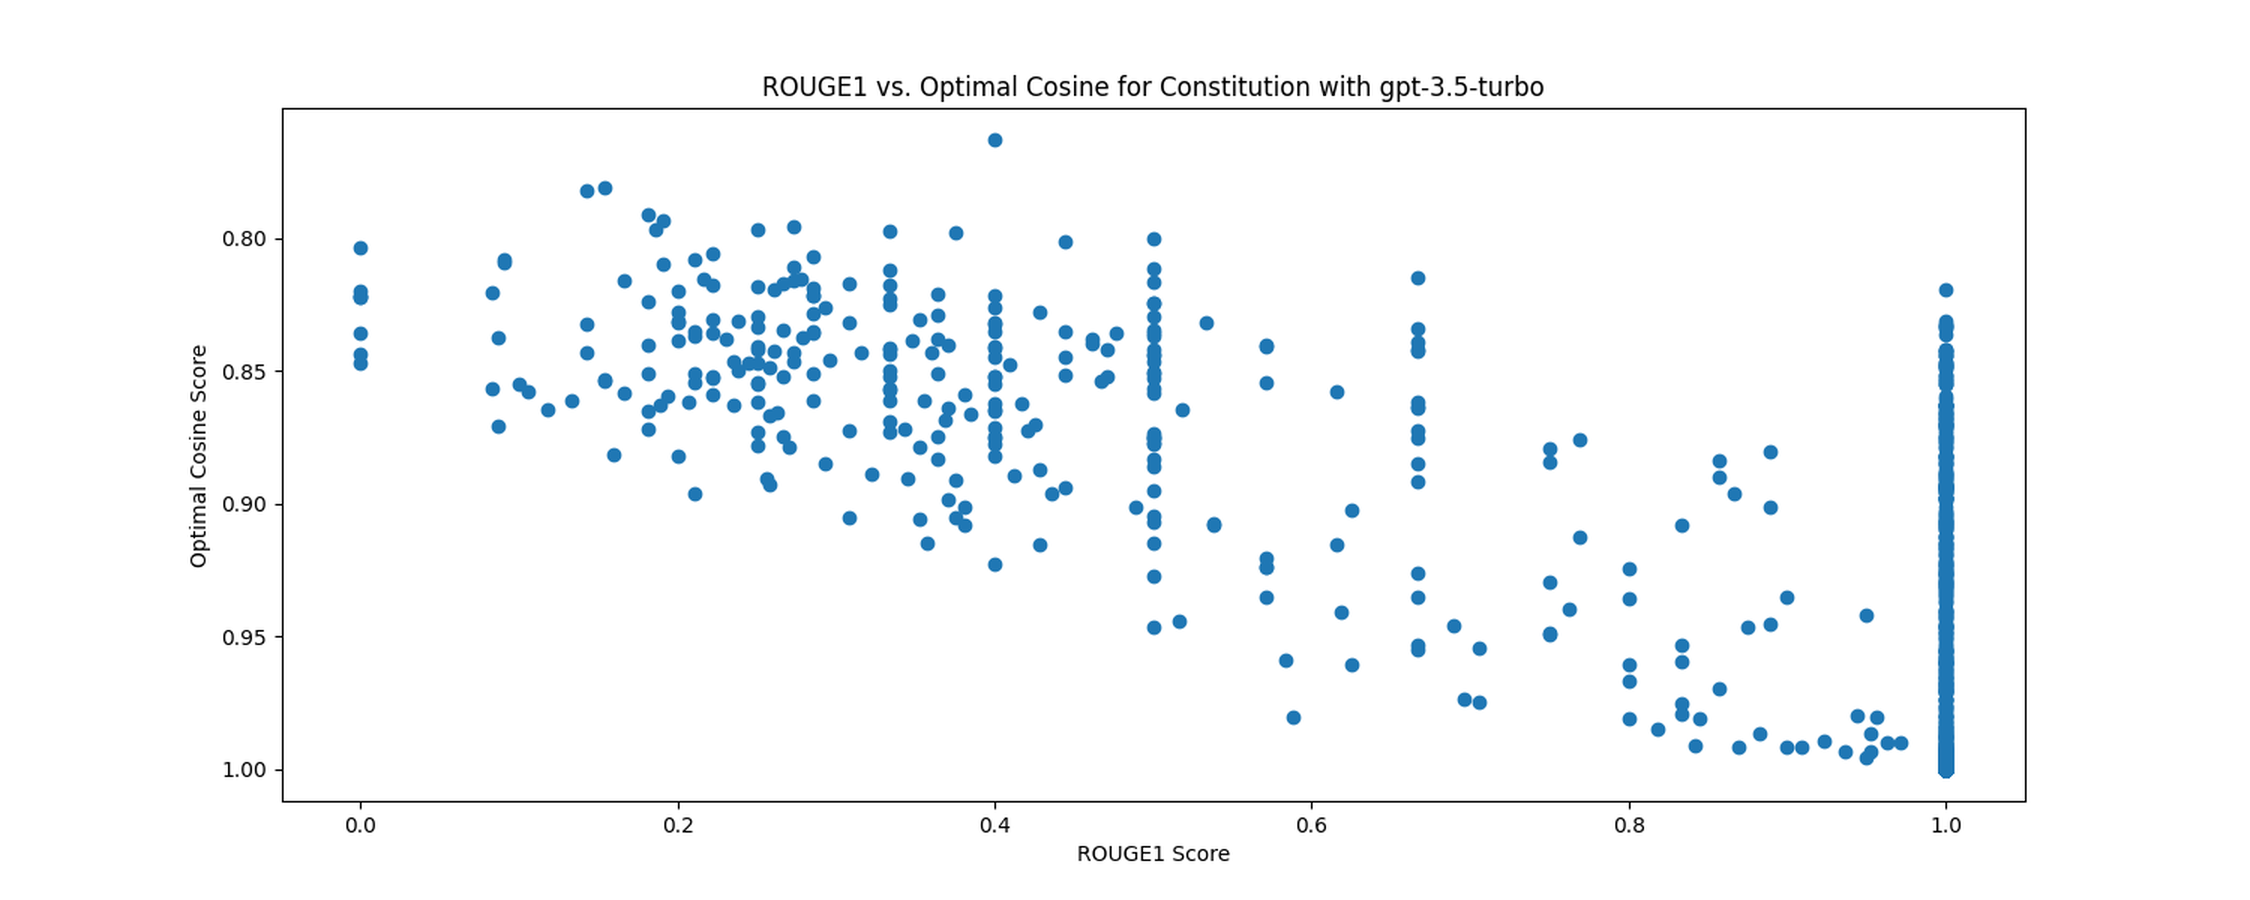 ROUGE1 vs. Optimal Cosine for Constitution with gpt-3.5-turbo
Optimal Cosine Score
0.80
0.85
0.90
0.95
1.00
0.0 0.2 0.4 0.6 0.8 1.0
ROUGE1 Score